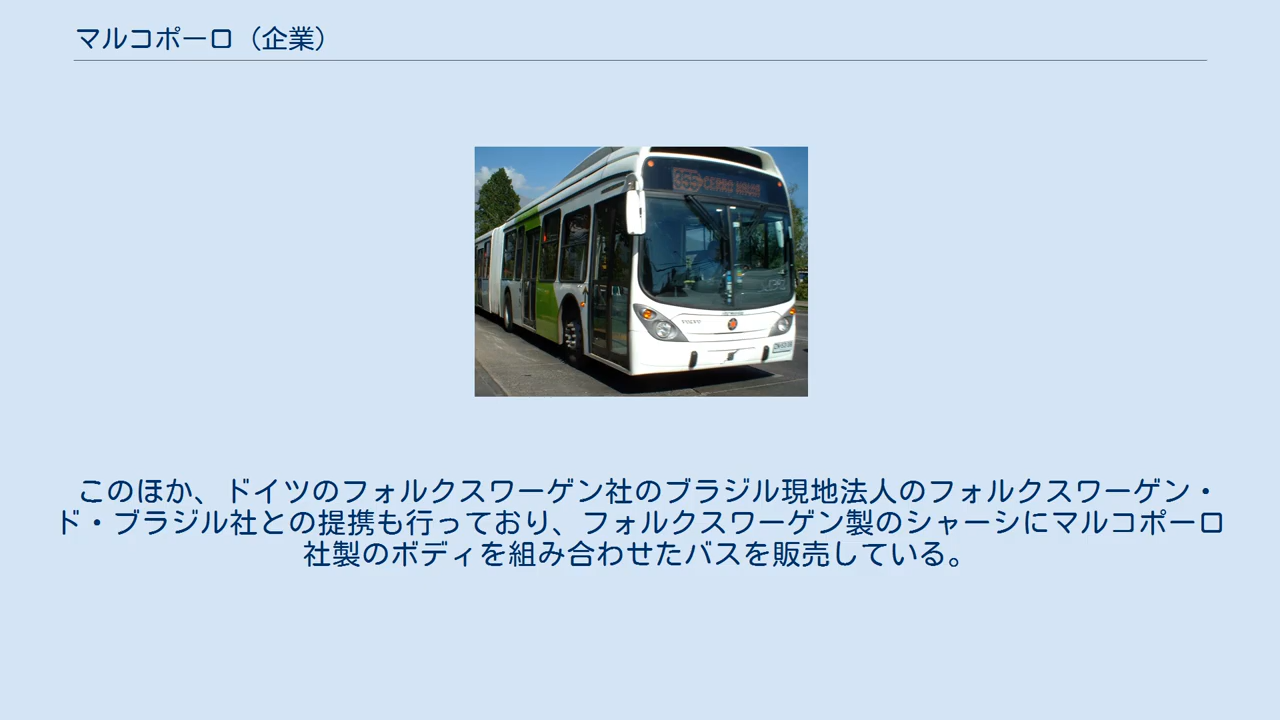 マルコポーロ（企業）
355 CERRO NAVIA
VOLVO
このほか、ドイツのフォルクスワーゲン社のブラジル現地法人のフォルクスワーゲン・
ド・ブラジル社との提携も行っており、フォルクスワーゲン製のシャーシにマルコポーロ
社製のボディを組み合わせたバスを販売している。